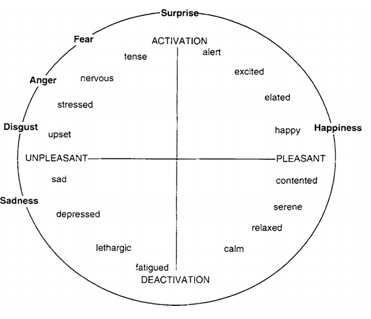 Surprise
Fear
ACTIVATION
tense
alert
nervous
excited
Anger
stressed
elated
Disgust
upset
happy
Happiness
UNPLEASANT
PLEASANT
sad
contented
Sadness
serene
depressed
relaxed
lethargic
calm
fatigued
DEACTIVATION